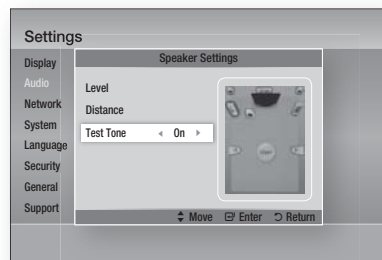 Settings
Display
Audio
Network
System
Language
Security
General
Support
Speaker Settings
Level
Distance
Test Tone ◂ On ▸
Move Enter Return